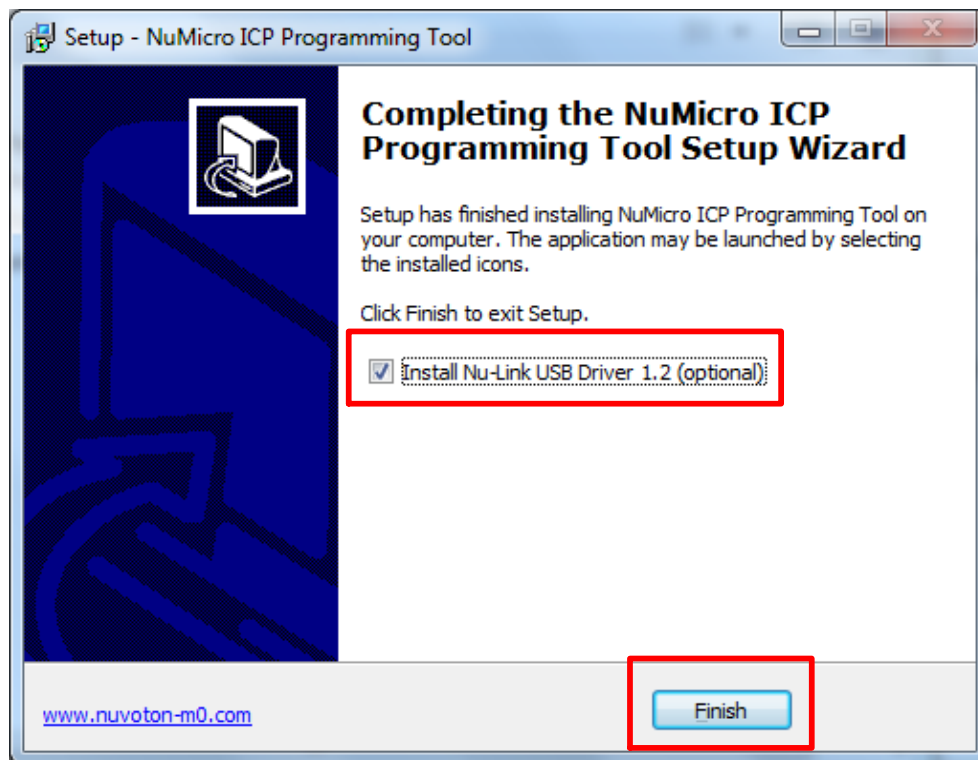 Setup - NuMicro ICP Programming Tool
Completing the NuMicro ICP
Programming Tool Setup Wizard
Setup has finished installing NuMicro ICP Programming Tool on
your computer. The application may be launched by selecting
the installed icons.
Click Finish to exit Setup.
Install Nu-Link USB Driver 1.2 (optional)
www.nuvoton-m0.com
Finish